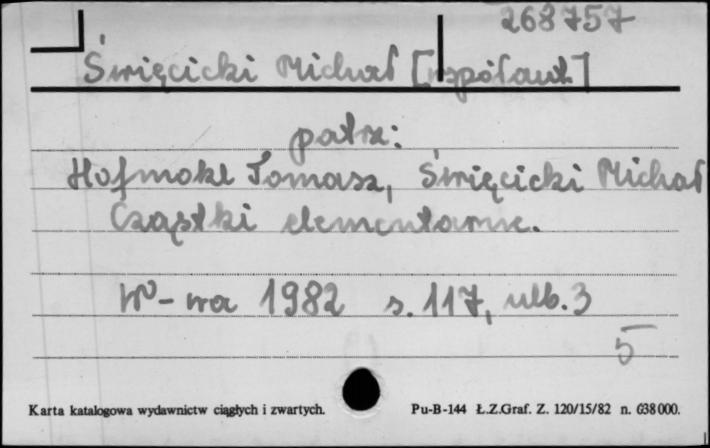 268757
Święcicki Michał [współaut.]
patrz:
Hofmokl Tomasz, Święcicki Michał
Cząstki elementarne.
W-wa 1982 s. 117, nlb. 3
5
Karta katalogowa wydawnictw ciągłych i zwartych. Pu-B-144 Ł.Z.Graf. Z. 120/15/82 n. 638000.